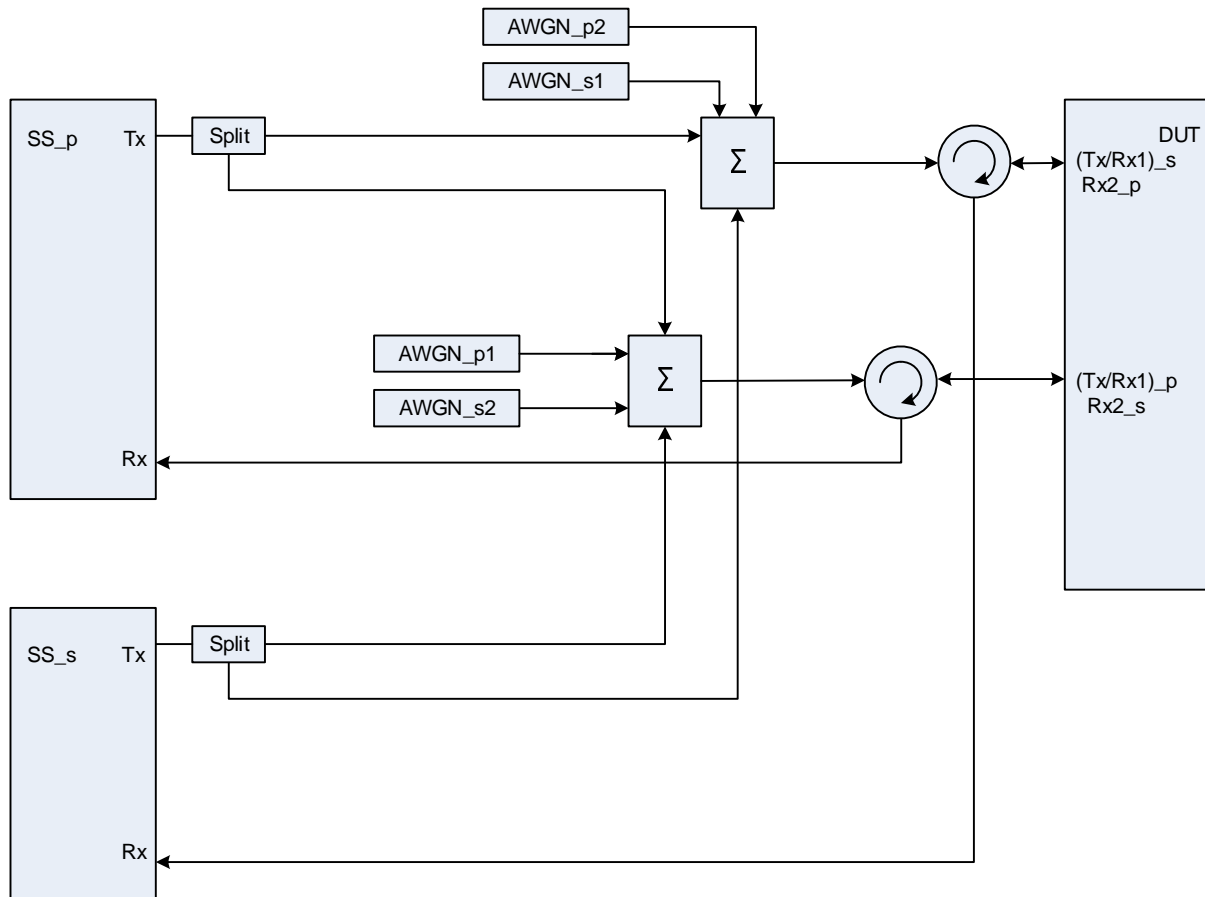 AWGN_p2
AWGN_s1
SS_p
Tx
Split
Σ
DUT
(Tx/Rx1)_s
Rx2_p
AWGN_p1
AWGN_s2
Σ
(Tx/Rx1)_p
Rx2_s
Rx
SS_s
Tx
Split
Rx